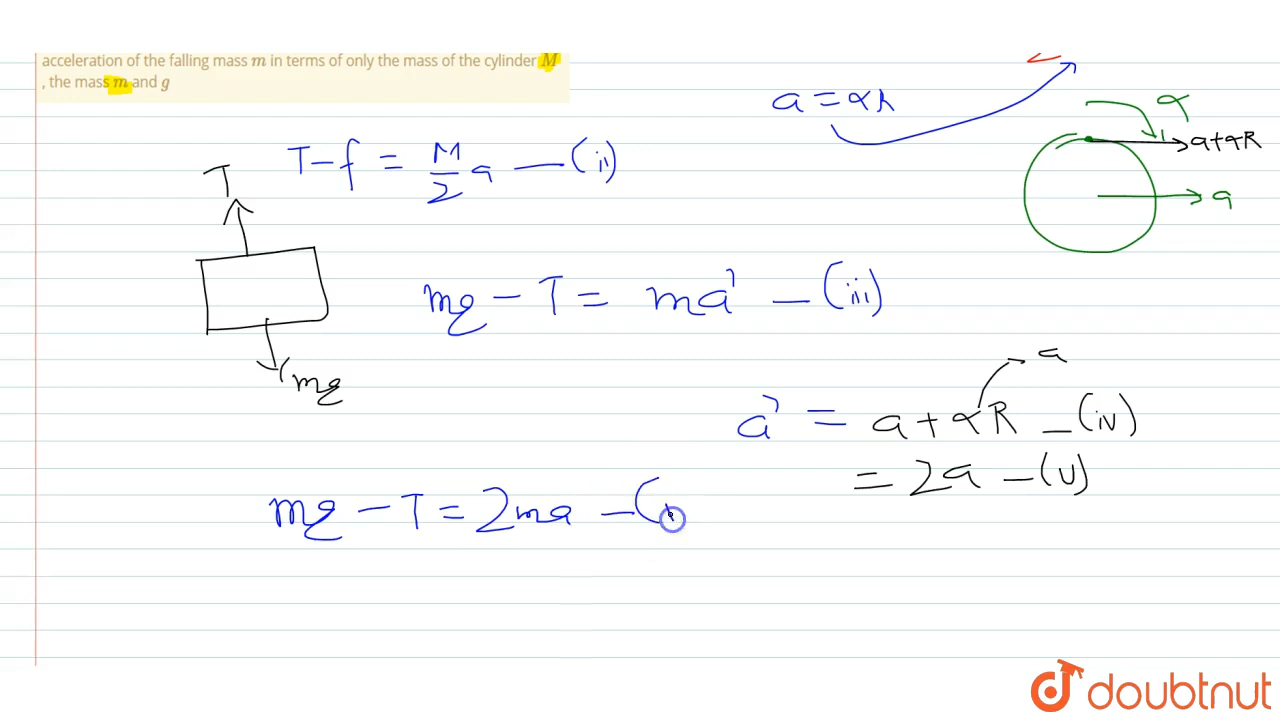 acceleration of the falling mass m in terms of only the mass of the cylinder M
, the mass m and g
a = αR
α
T - f = M/2 a — (ii)
a+αR
T
a
mg - T = ma' — (iii)
mg
a
a' = a + αR — (iv)
= 2a — (v)
mg - T = 2ma — (
doubtnut